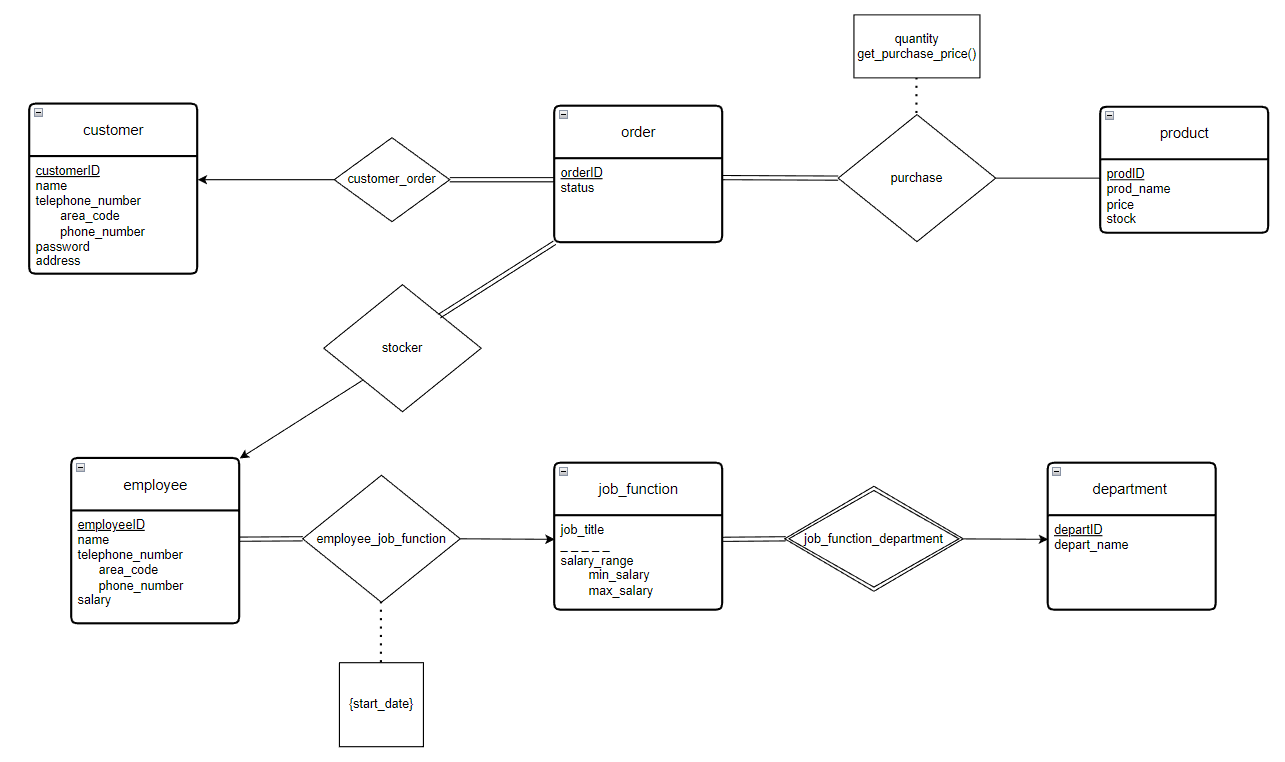 quantity
get_purchase_price()
customer
customerID
name
telephone_number
area_code
phone_number
password
address
customer_order
order
orderID
status
purchase
product
prodID
prod_name
price
stock
stocker
employee
employeeID
name
telephone_number
area_code
phone_number
salary
employee_job_function
{start_date}
job_function
job_title
_ _ _ _ _
salary_range
min_salary
max_salary
job_function_department
department
departID
depart_name